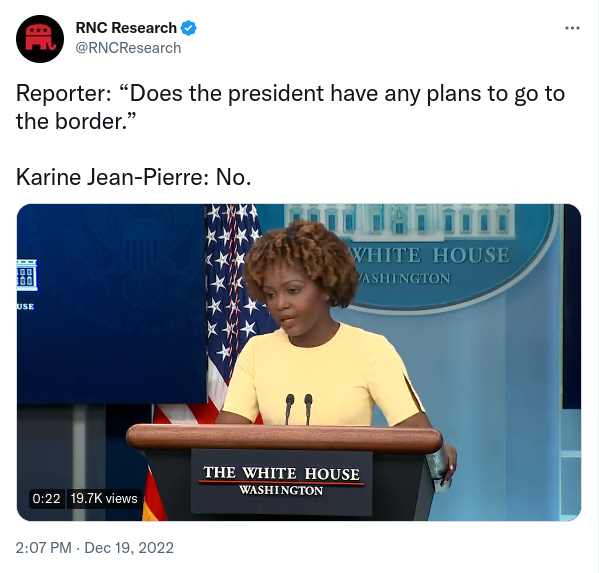 RNC Research
@RNCResearch
Reporter: “Does the president have any plans to go to
the border.”
Karine Jean-Pierre: No.
WHITE HOUSE
WASHINGTON
USE
THE WHITE HOUSE
WASHINGTON
0:22 19.7K views
2:07 PM · Dec 19, 2022